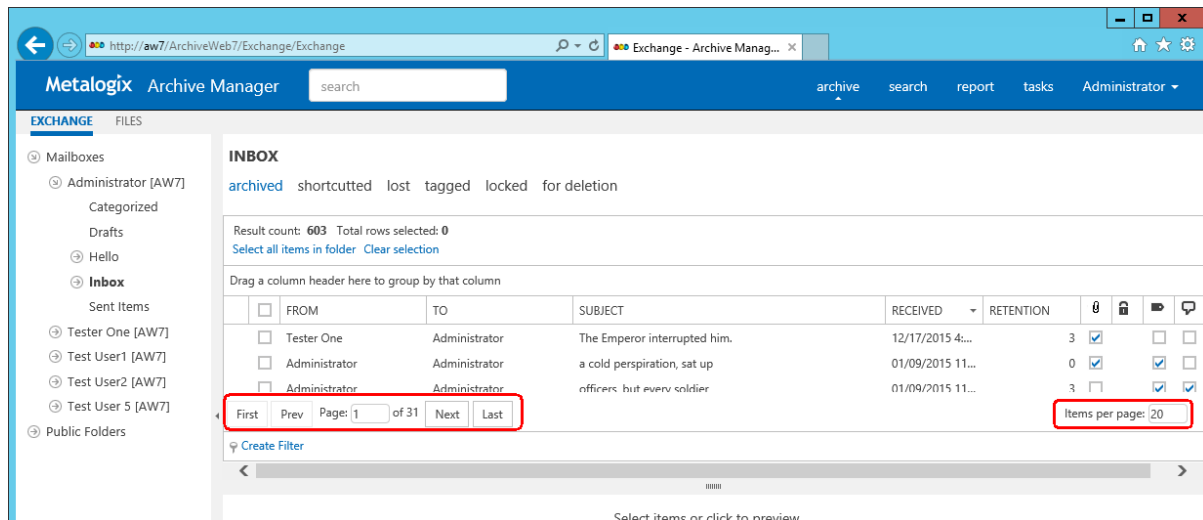 http://aw7/ArchiveWeb7/Exchange/Exchange
Exchange - Archive Manag...
Metalogix Archive Manager
search
archive search report tasks Administrator
EXCHANGE FILES
Mailboxes
Administrator [AW7]
Categorized
Drafts
Hello
Inbox
Sent Items
Tester One [AW7]
Test User1 [AW7]
Test User2 [AW7]
Test User 5 [AW7]
Public Folders
INBOX
archived shortcutted lost tagged locked for deletion
Result count: 603 Total rows selected: 0
Select all items in folder Clear selection
Drag a column header here to group by that column
FROM TO SUBJECT RECEIVED RETENTION
Tester One Administrator The Emperor interrupted him. 12/17/2015 4:... 3
Administrator Administrator a cold perspiration, sat up 01/09/2015 11... 0
Administrator Administrator officers, but every soldier 01/09/2015 11... 3
First Prev Page: 1 of 31 Next Last Items per page: 20
Create Filter
Select items or click to preview